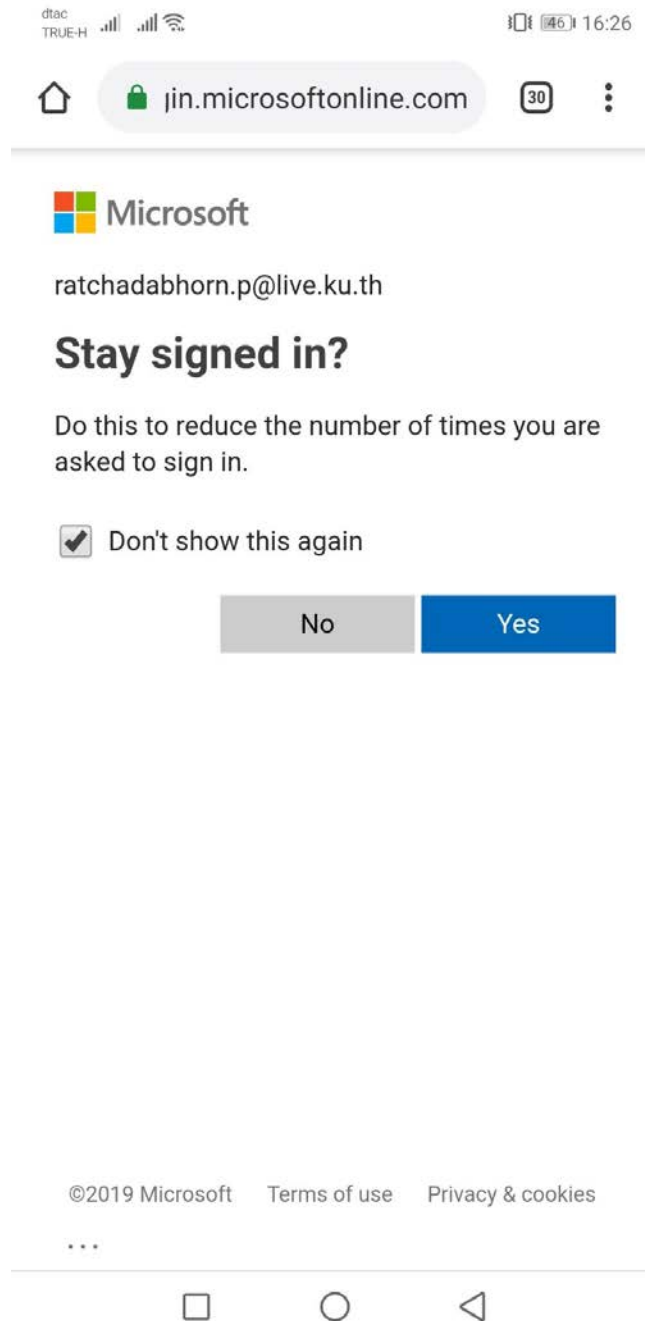 dtac
TRUE-H
46 16:26
gin.microsoftonline.com 30
Microsoft
ratchadabhorn.p@live.ku.th
Stay signed in?
Do this to reduce the number of times you are
asked to sign in.
Don't show this again
No Yes
©2019 Microsoft Terms of use Privacy & cookies
...